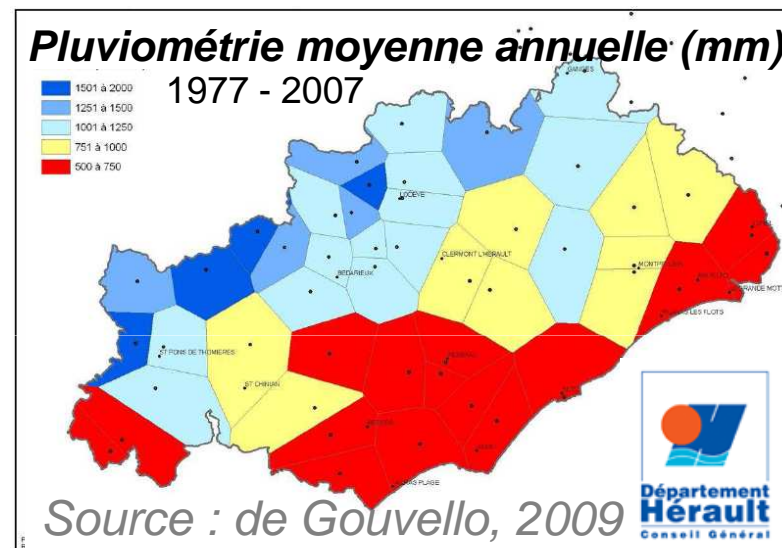 Pluviométrie moyenne annuelle (mm)
1977 - 2007
1501 à 2000
1251 à 1500
1001 à 1250
751 à 1000
500 à 750
GANGES
LODEVE
CLERMONT L'HERAULT
BEDARIEUX
ST PONS DE THOMIERES
ST CHINIAN
Source : de Gouvello, 2009
Département
Hérault
Conseil Général